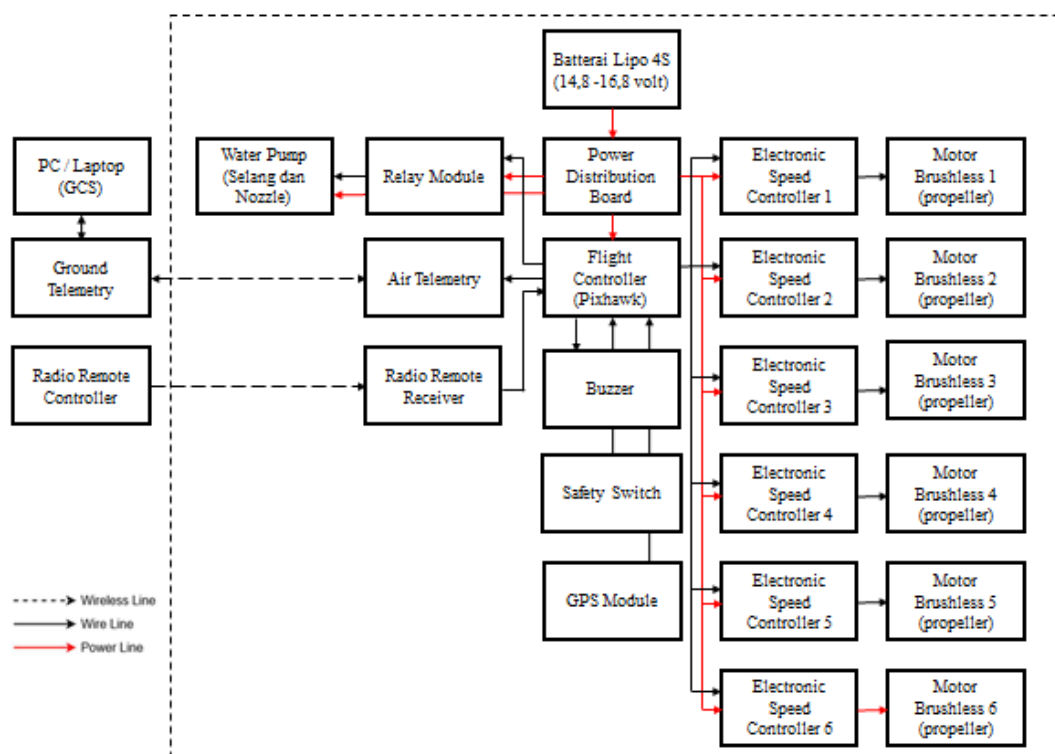 Batterai Lipo 4S
(14,8 -16,8 volt)
PC / Laptop
(GCS)
Water Pump
(Selang dan
Nozzle)
Relay Module
Power
Distribution
Board
Electronic
Speed
Controller 1
Motor
Brushless 1
(propeller)
Ground
Telemetry
Air Telemetry
Flight
Controller
(Pixhawk)
Electronic
Speed
Controller 2
Motor
Brushless 2
(propeller)
Radio Remote
Controller
Radio Remote
Receiver
Buzzer
Electronic
Speed
Controller 3
Motor
Brushless 3
(propeller)
Safety Switch
Electronic
Speed
Controller 4
Motor
Brushless 4
(propeller)
GPS Module
Electronic
Speed
Controller 5
Motor
Brushless 5
(propeller)
Electronic
Speed
Controller 6
Motor
Brushless 6
(propeller)
Wireless Line
Wire Line
Power Line